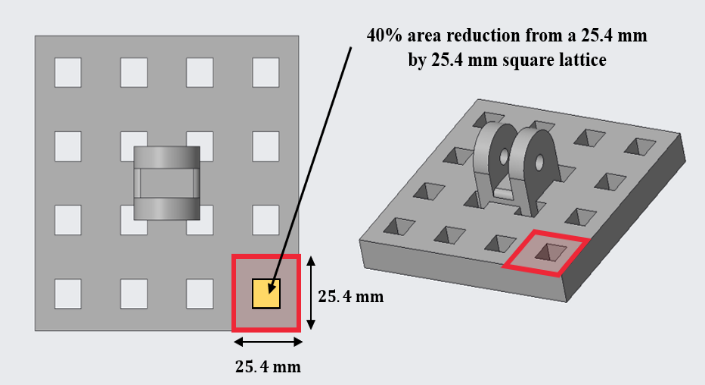 40% area reduction from a 25.4 mm
by 25.4 mm square lattice
25.4 mm
25.4 mm